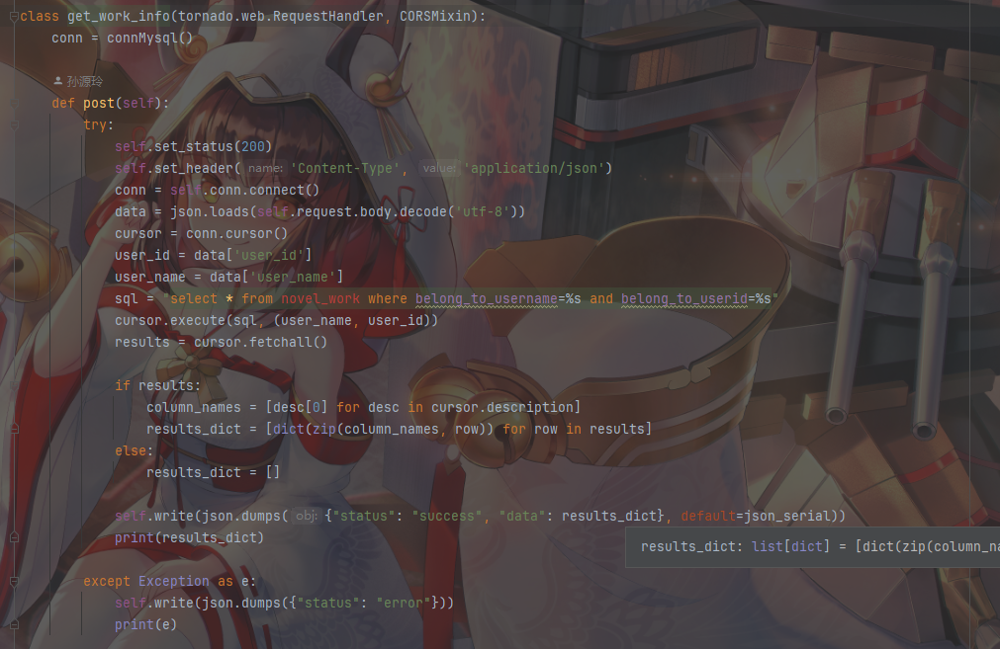 class get_work_info(tornado.web.RequestHandler, CORSMixin):
    conn = connMysql()
    孙源玲
    def post(self):
        try:
            self.set_status(200)
            self.set_header( name: 'Content-Type',  value: 'application/json')
            conn = self.conn.connect()
            data = json.loads(self.request.body.decode('utf-8'))
            cursor = conn.cursor()
            user_id = data['user_id']
            user_name = data['user_name']
            sql = "select * from novel_work where belong_to_username=%s and belong_to_userid=%s"
            cursor.execute(sql, (user_name, user_id))
            results = cursor.fetchall()
            if results:
                column_names = [desc[0] for desc in cursor.description]
                results_dict = [dict(zip(column_names, row)) for row in results]
            else:
                results_dict = []
            self.write(json.dumps( obj: {"status": "success", "data": results_dict}, default=json_serial))
            print(results_dict)
results_dict: list[dict] = [dict(zip(column_na
        except Exception as e:
            self.write(json.dumps({"status": "error"}))
            print(e)